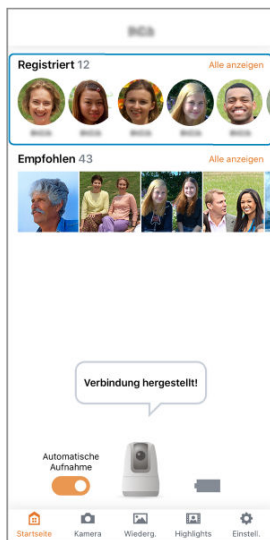 Registriert 12 Alle anzeigen
Empfohlen 43 Alle anzeigen
Verbindung hergestellt!
Automatische
Aufnahme
Startseite Kamera Wiederg. Highlights Einstell.